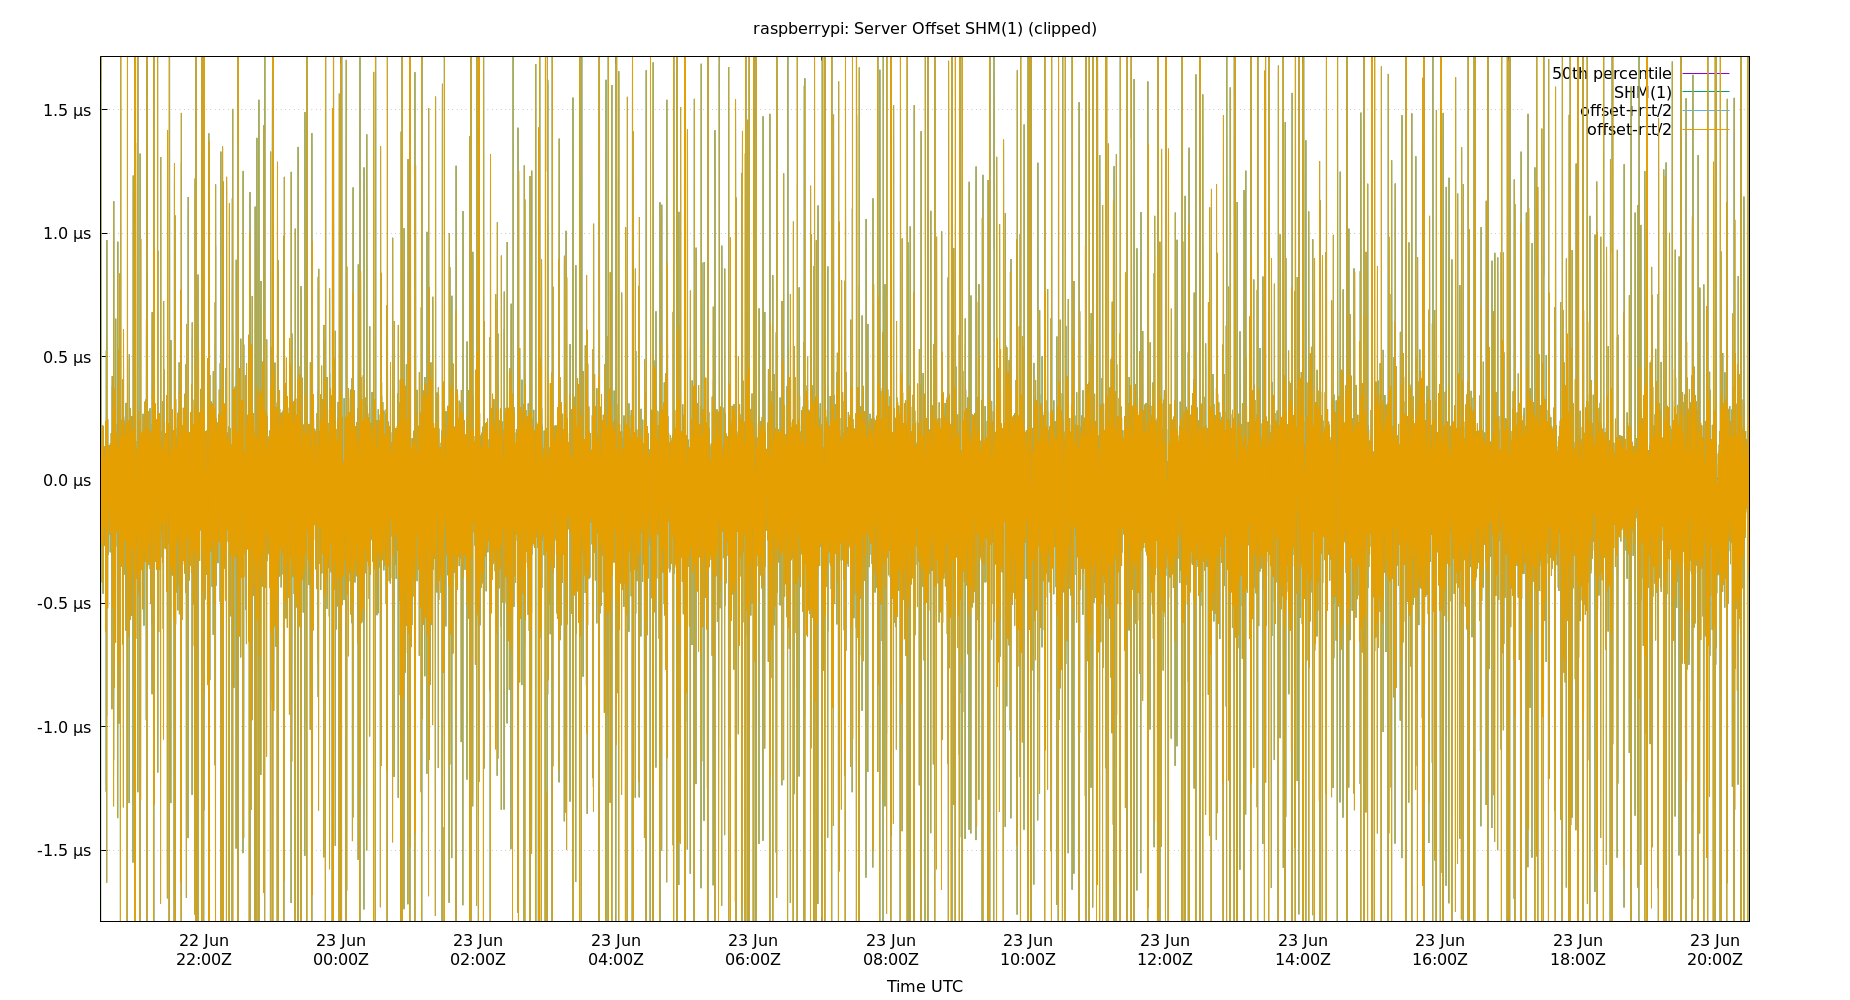 raspberrypi: Server Offset SHM(1) (clipped)
50th percentile
SHM(1)
offset+rtt/2
offset-rtt/2
1.5 µs
1.0 µs
0.5 µs
0.0 µs
-0.5 µs
-1.0 µs
-1.5 µs
22 Jun 23 Jun 23 Jun 23 Jun 23 Jun 23 Jun 23 Jun 23 Jun 23 Jun 23 Jun 23 Jun 23 Jun
22:00Z 00:00Z 02:00Z 04:00Z 06:00Z 08:00Z 10:00Z 12:00Z 14:00Z 16:00Z 18:00Z 20:00Z
Time UTC